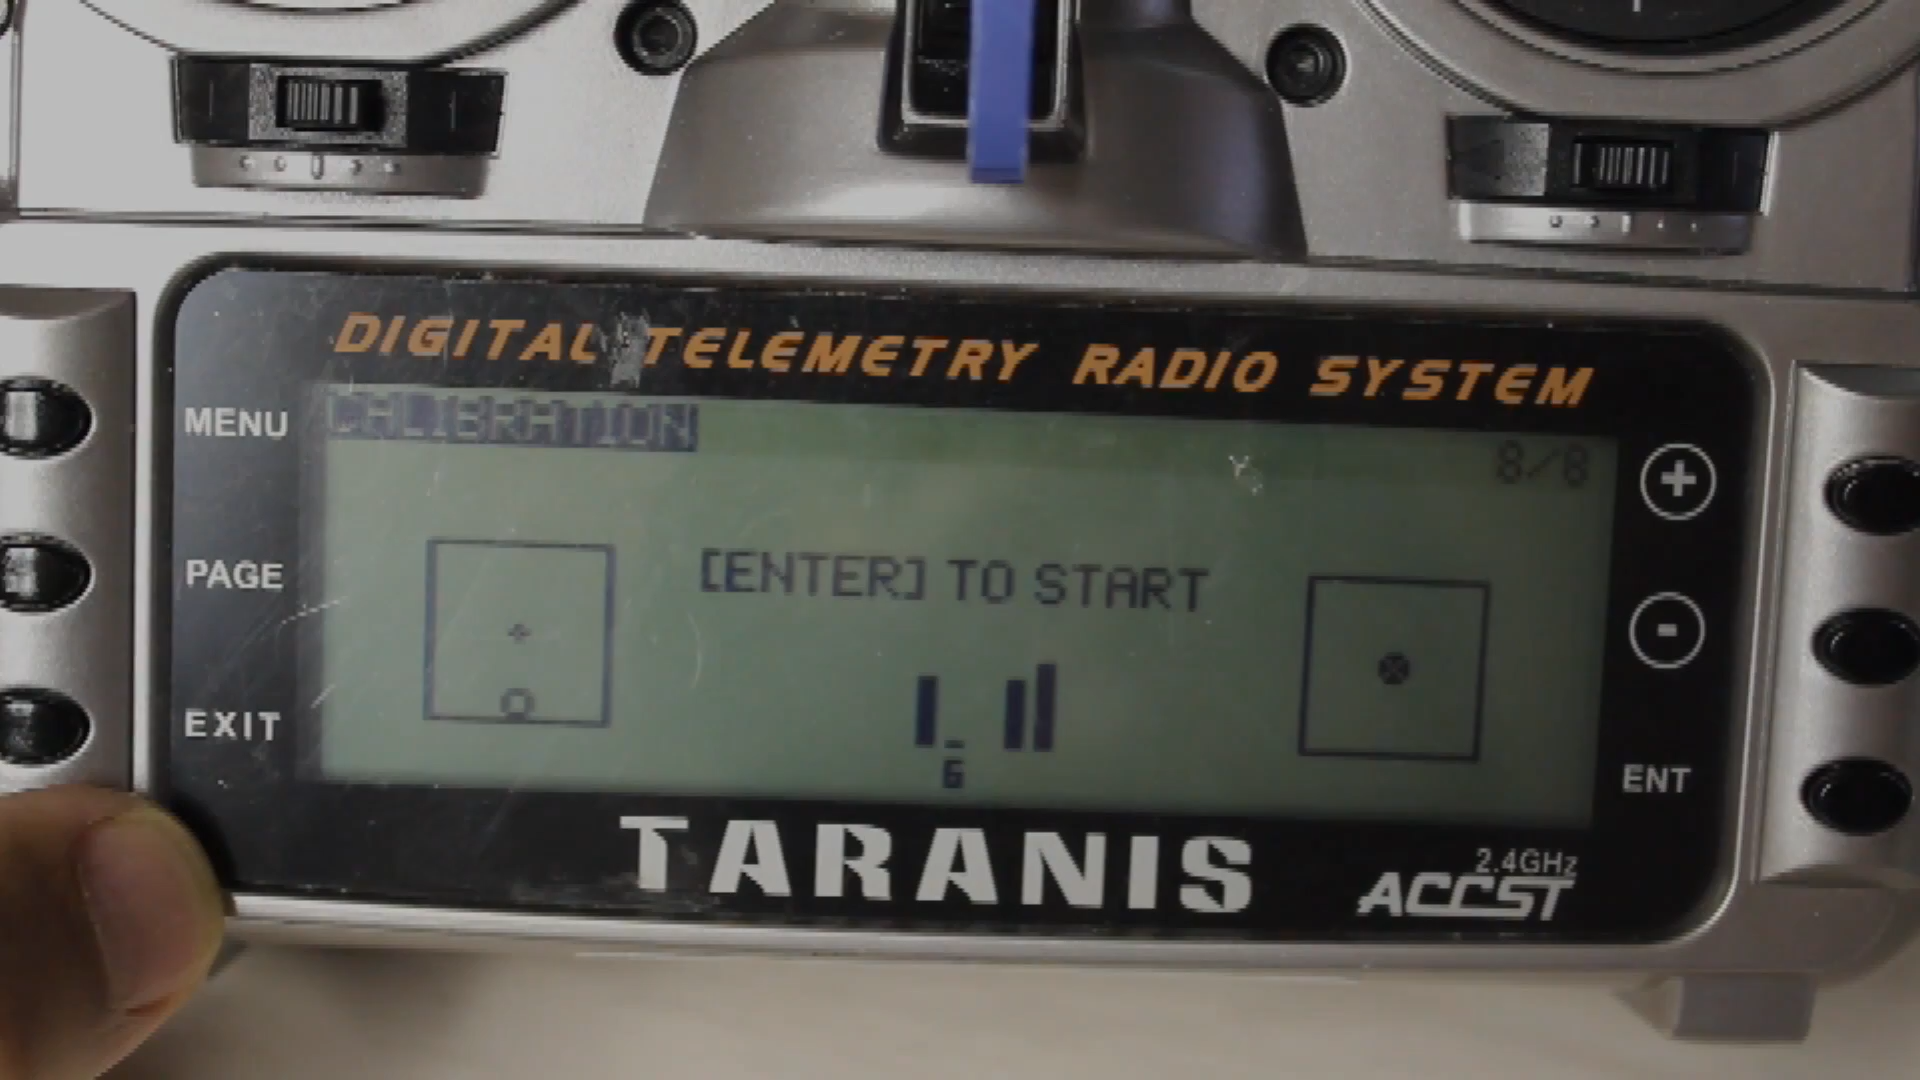 DIGITAL TELEMETRY RADIO SYSTEM
MENU
CALIBRATION
8/8
+
PAGE
[ENTER] TO START
-
EXIT
6
ENT
TARANIS
2.4GHz
ACCST